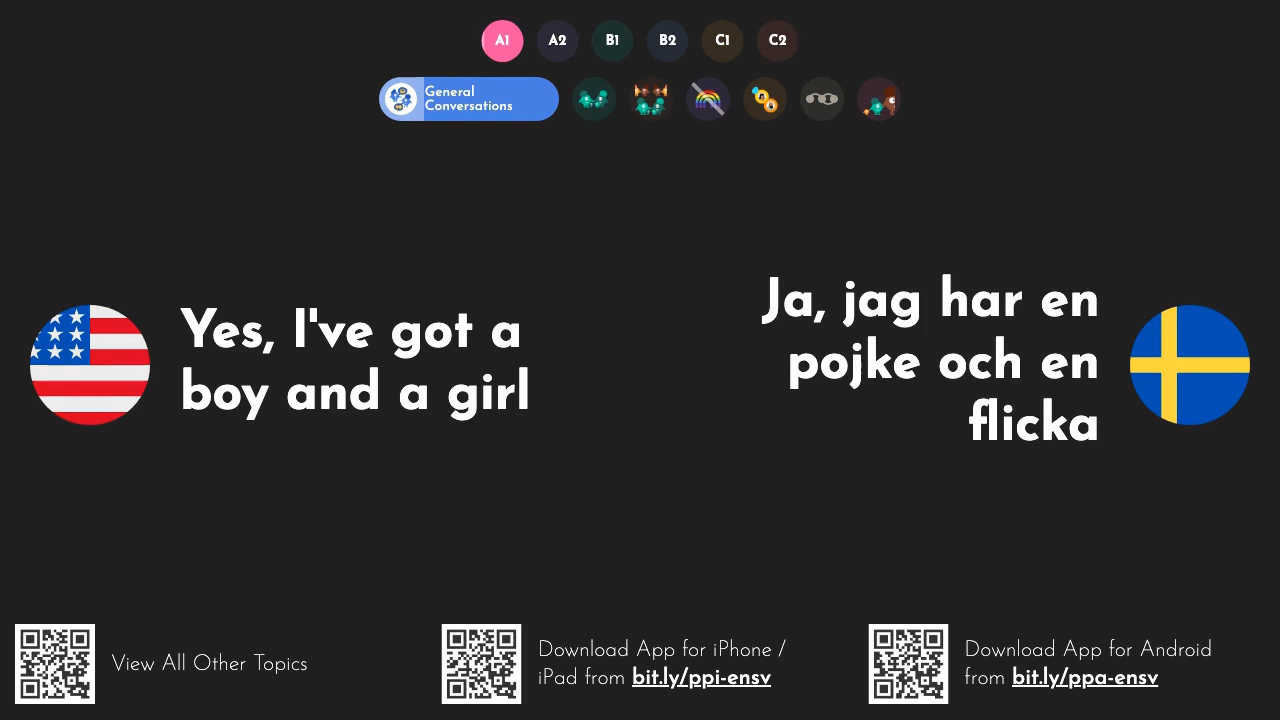 A1 A2 B1 B2 C1 C2
General
Conversations
Yes, I've got a
boy and a girl
Ja, jag har en
pojke och en
flicka
View All Other Topics
Download App for iPhone /
iPad from bit.ly/ppi-ensv
Download App for Android
from bit.ly/ppa-ensv